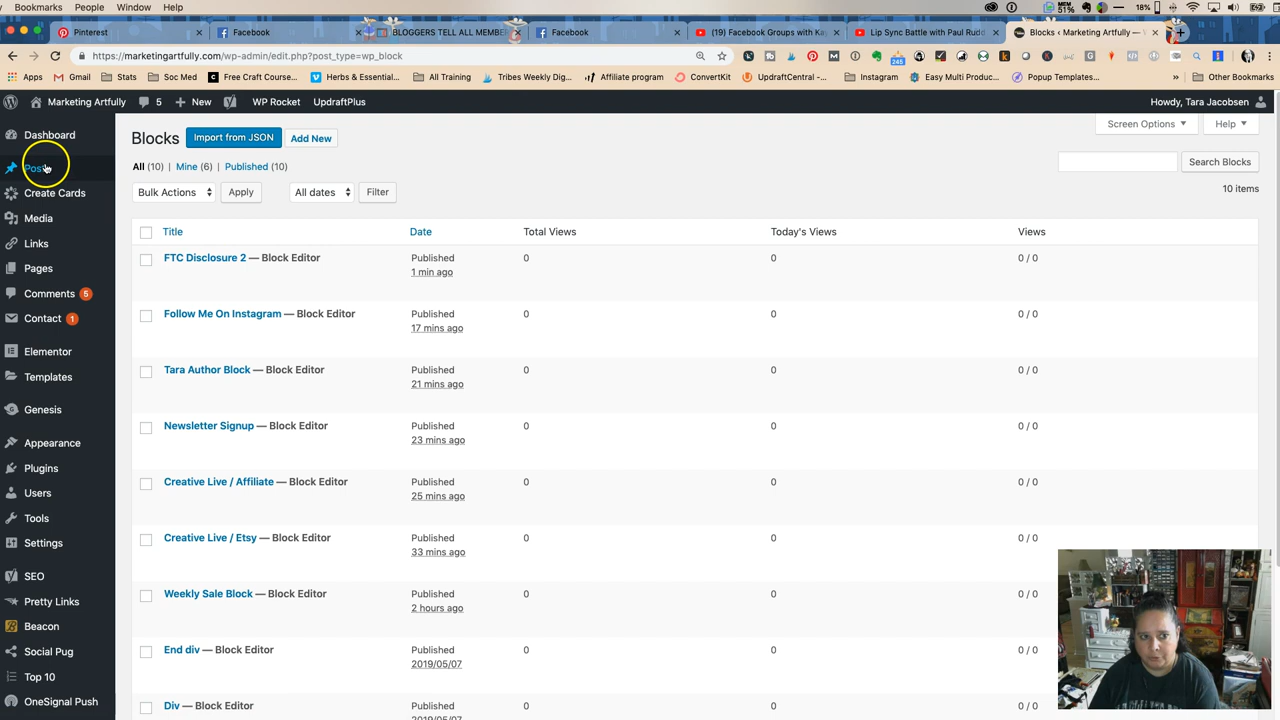 Bookmarks People Window Help 18%
Pinterest Facebook BLOGGERS TELL ALL MEMBE Facebook (19) Facebook Groups with Ka Lip Sync Battle with Paul Rudd Blocks ‹ Marketing Artfully —
https://marketingartfully.com/wp-admin/edit.php?post_type=wp_block
Apps Gmail Stats Soc Med Free Craft Course... Herbs & Essential... All Training Tribes Weekly Dig... Affiliate program ConvertKit UpdraftCentral -... Instagram Easy Multi Produc... Popup Templates... » Other Bookmarks
Marketing Artfully 5 + New WP Rocket UpdraftPlus Howdy, Tara Jacobsen
Dashboard
Create Cards
Media
Links
Pages
Comments 5
Contact 1
Elementor
Templates
Genesis
Appearance
Plugins
Users
Tools
Settings
SEO
Pretty Links
Beacon
Social Pug
Top 10
OneSignal Push
Blocks Import from JSON Add New
Screen Options Help
All (10) | Mine (6) | Published (10)
Search Blocks
Bulk Actions Apply All dates Filter
10 items
Title Date Total Views Today's Views Views
FTC Disclosure 2 — Block Editor Published 0 0 0 / 0
1 min ago
Follow Me On Instagram — Block Editor Published 0 0 0 / 0
17 mins ago
Tara Author Block — Block Editor Published 0 0 0 / 0
21 mins ago
Newsletter Signup — Block Editor Published 0 0 0 / 0
23 mins ago
Creative Live / Affiliate — Block Editor Published 0 0 0 / 0
25 mins ago
Creative Live / Etsy — Block Editor Published 0 0 0 / 0
33 mins ago
Weekly Sale Block — Block Editor Published 0 0
2 hours ago
End div — Block Editor Published 0 0
2019/05/07
Div — Block Editor Published 0 0
2019/05/07